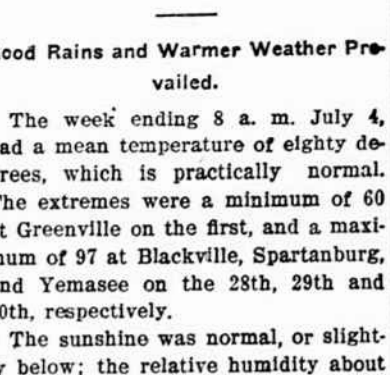 ood Rains and Warmer Weather Pre-
vailed.
The week ending 8 a. m. July 4,
ad a mean temperature of eighty de-
rees, which is practically normal.
he extremes were a minimum of 60
t Greenville on the first, and a maxi-
um of 97 at Blackville, Spartanburg,
nd Yemasee on the 28th, 29th and
0th, respectively.
The sunshine was normal, or slight-
y below; the relative humidity about